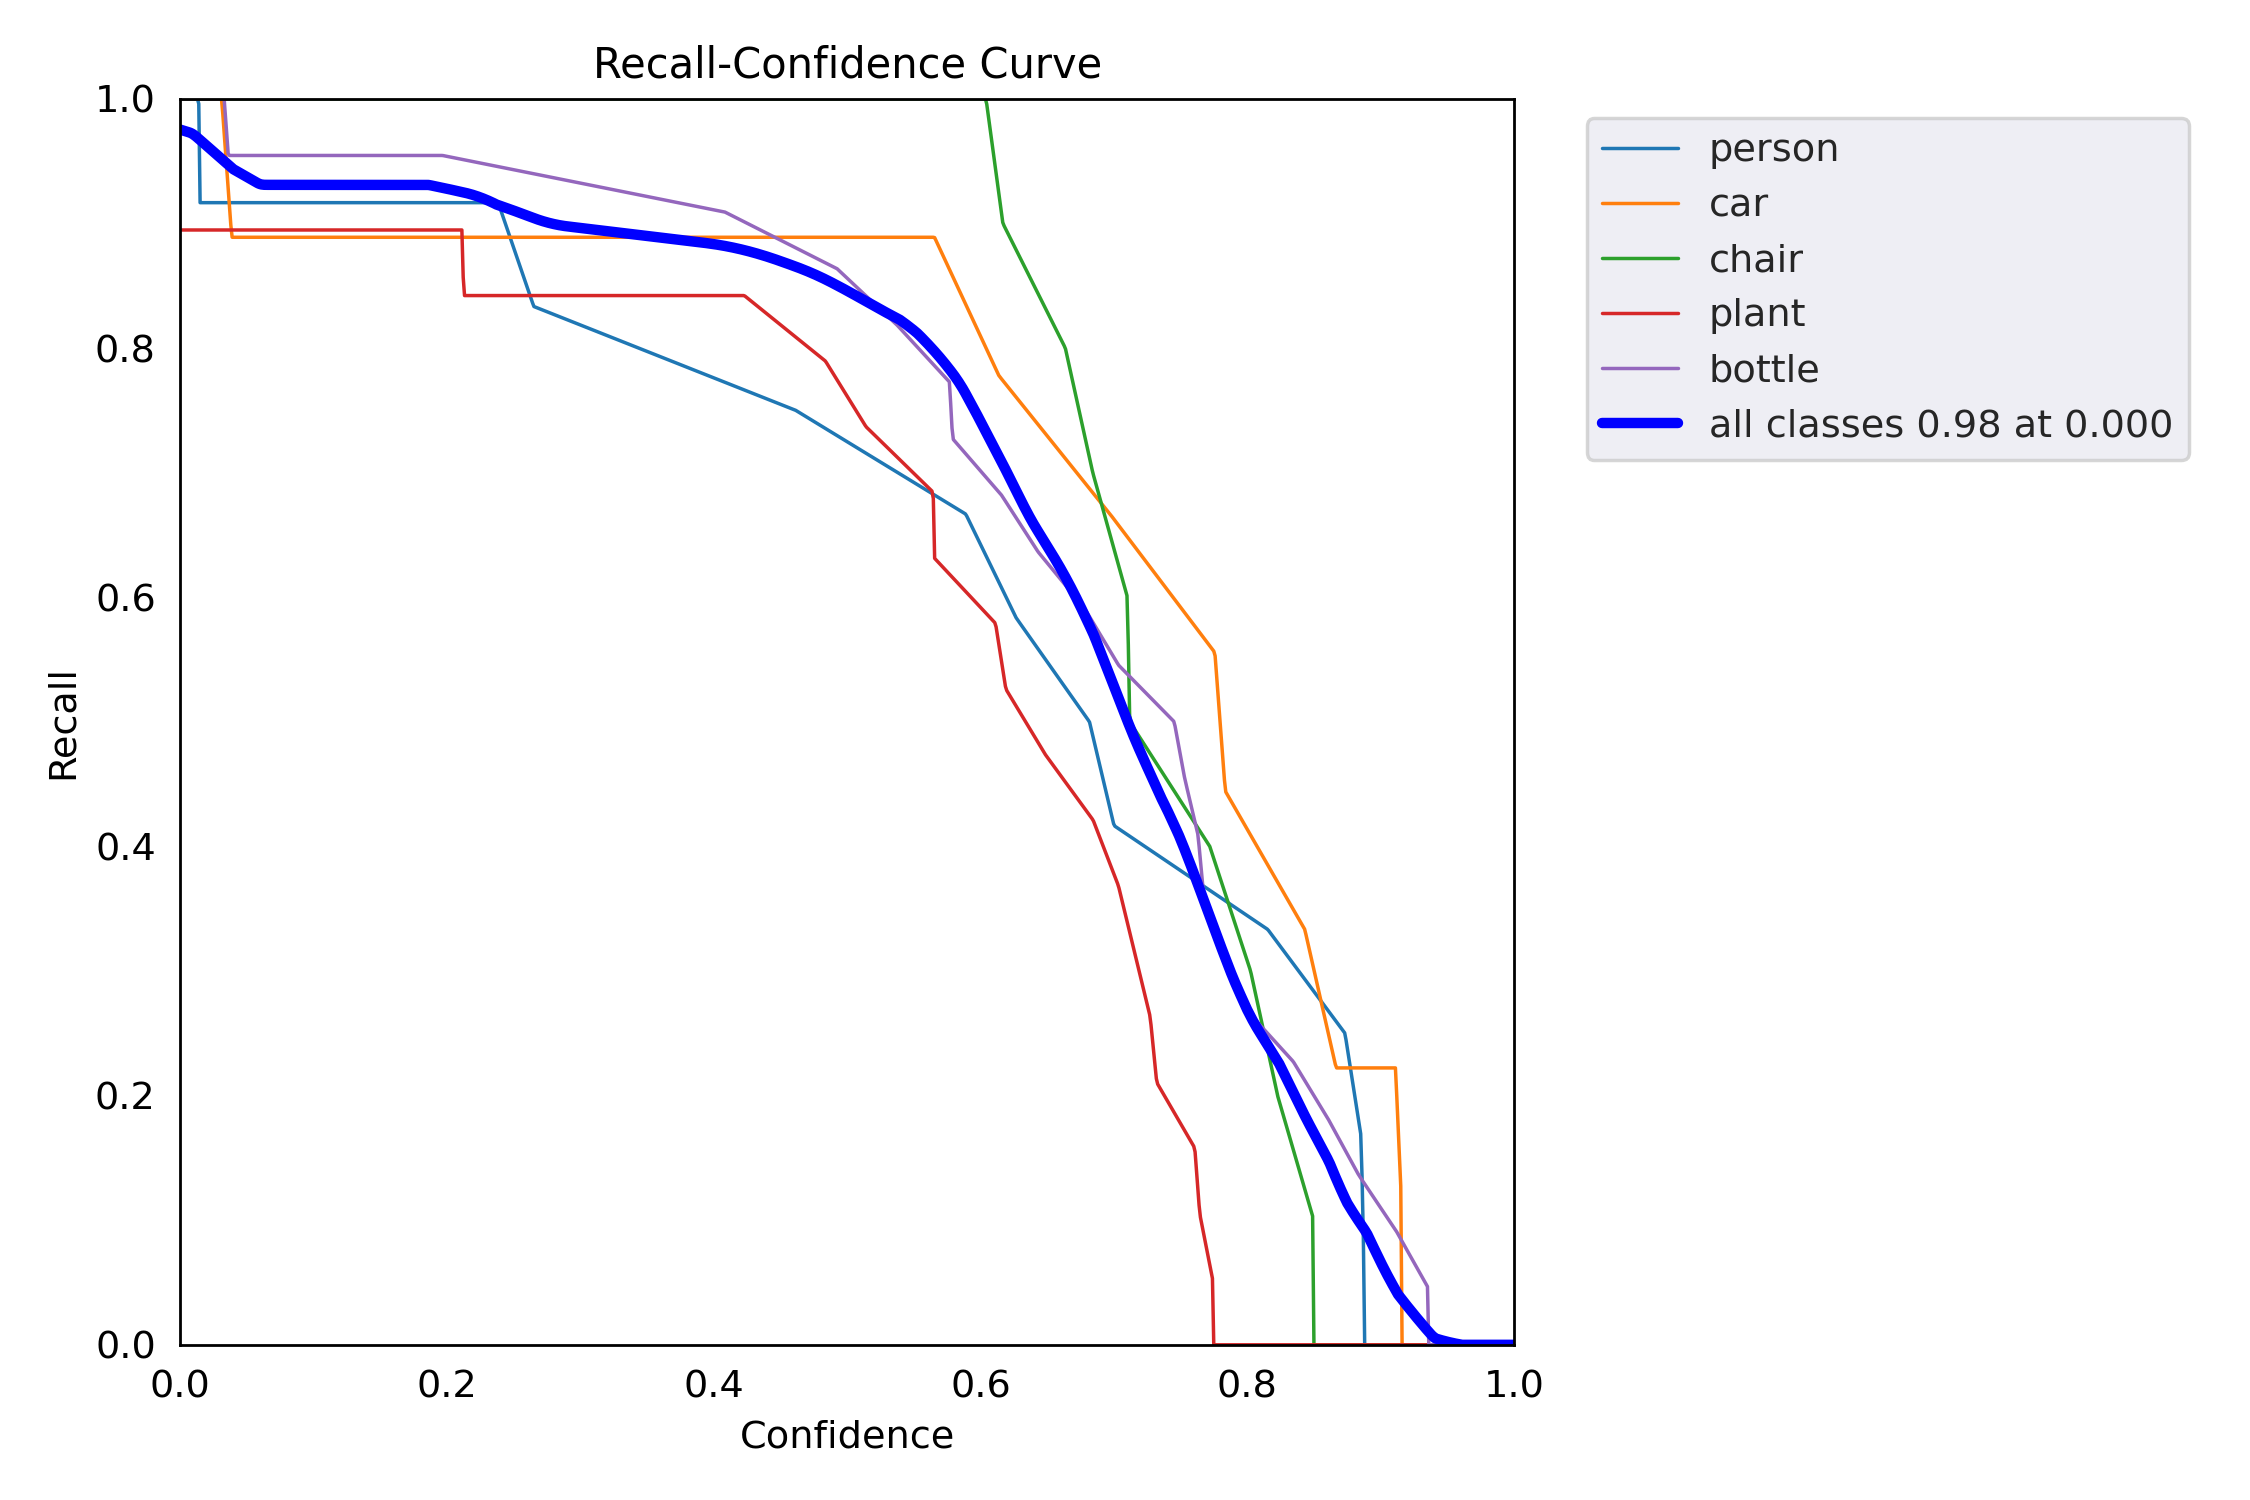 Recall-Confidence Curve
1.0
0.8
0.6
0.4
0.2
0.0
Recall
0.0 0.2 0.4 0.6 0.8 1.0
Confidence
person
car
chair
plant
bottle
all classes 0.98 at 0.000